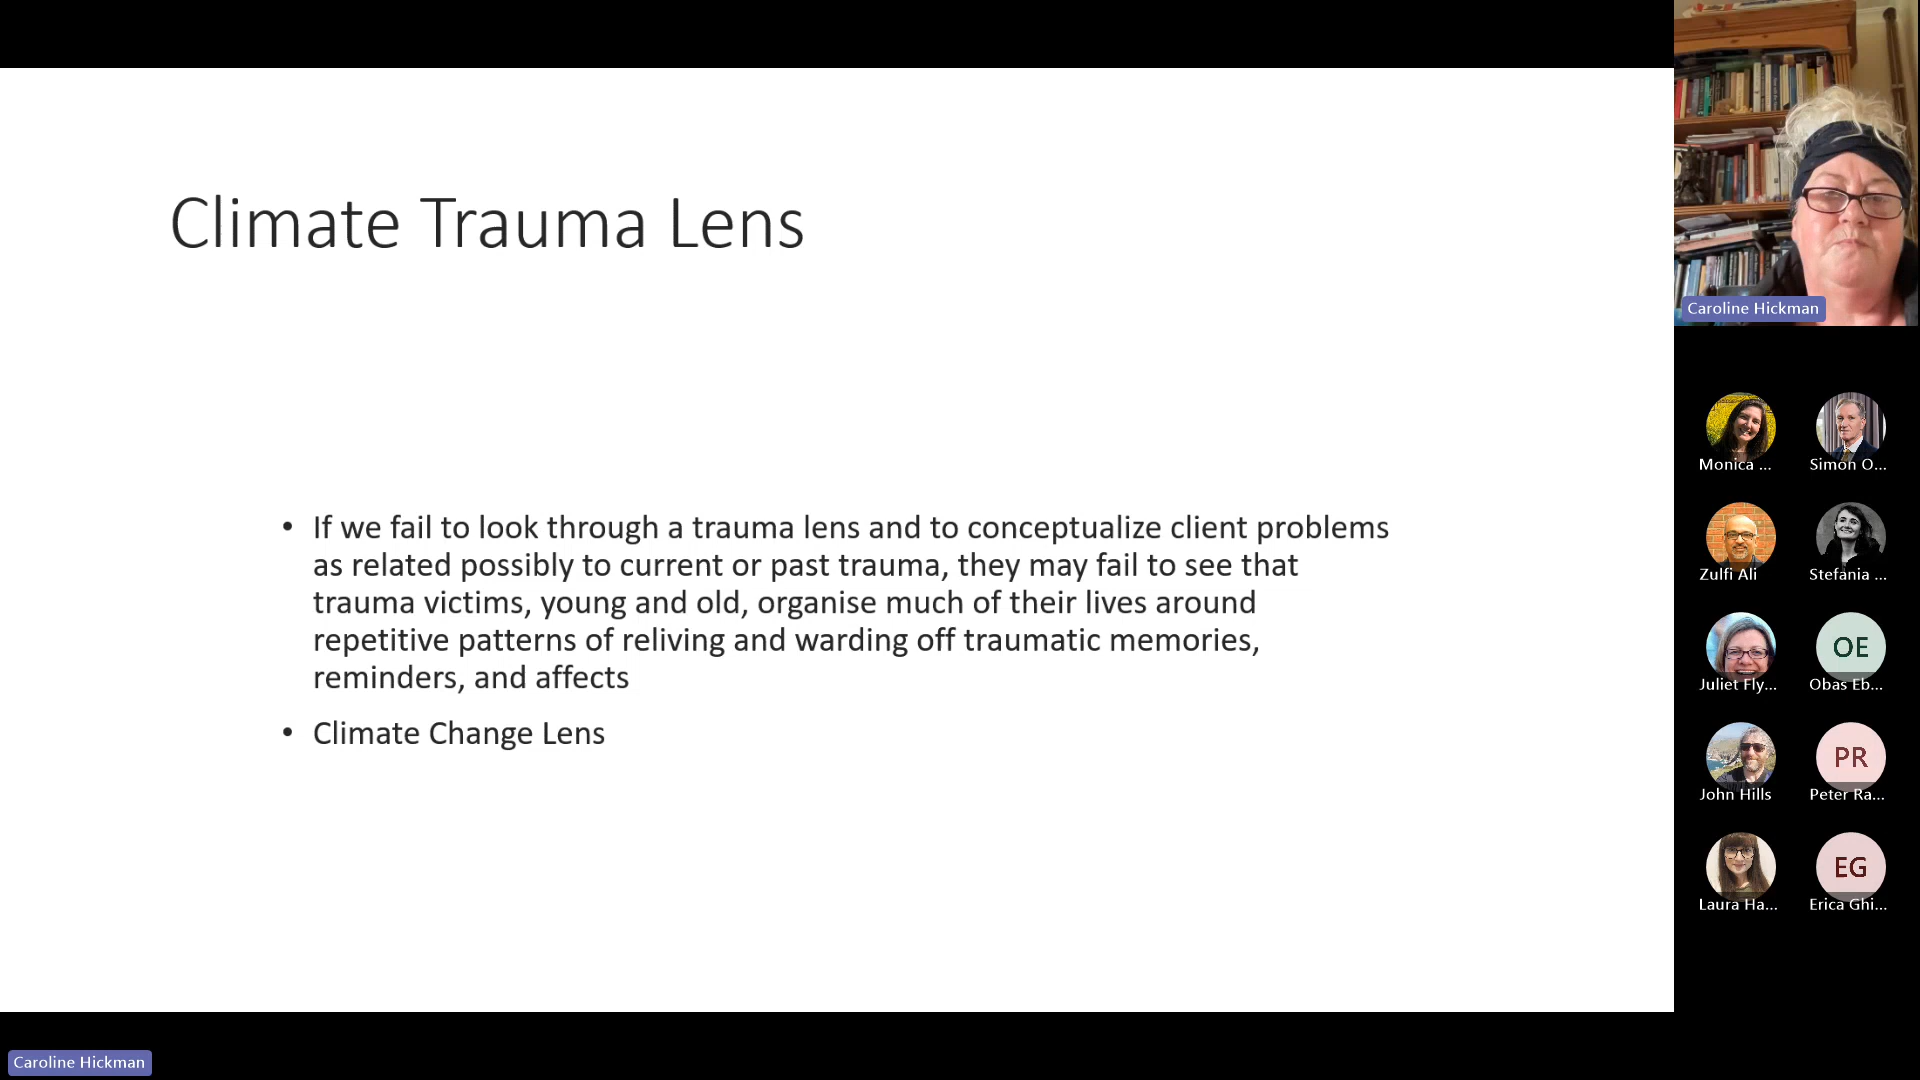 Climate Trauma Lens
• If we fail to look through a trauma lens and to conceptualize client problems
as related possibly to current or past trauma, they may fail to see that
trauma victims, young and old, organise much of their lives around
repetitive patterns of reliving and warding off traumatic memories,
reminders, and affects
• Climate Change Lens
Caroline Hickman
Monica ...
Simon O...
Zulfi Ali
Stefania ...
Juliet Fly...
OE
Obas Eb...
John Hills
PR
Peter Ra...
Laura Ha...
EG
Erica Ghi...
Caroline Hickman